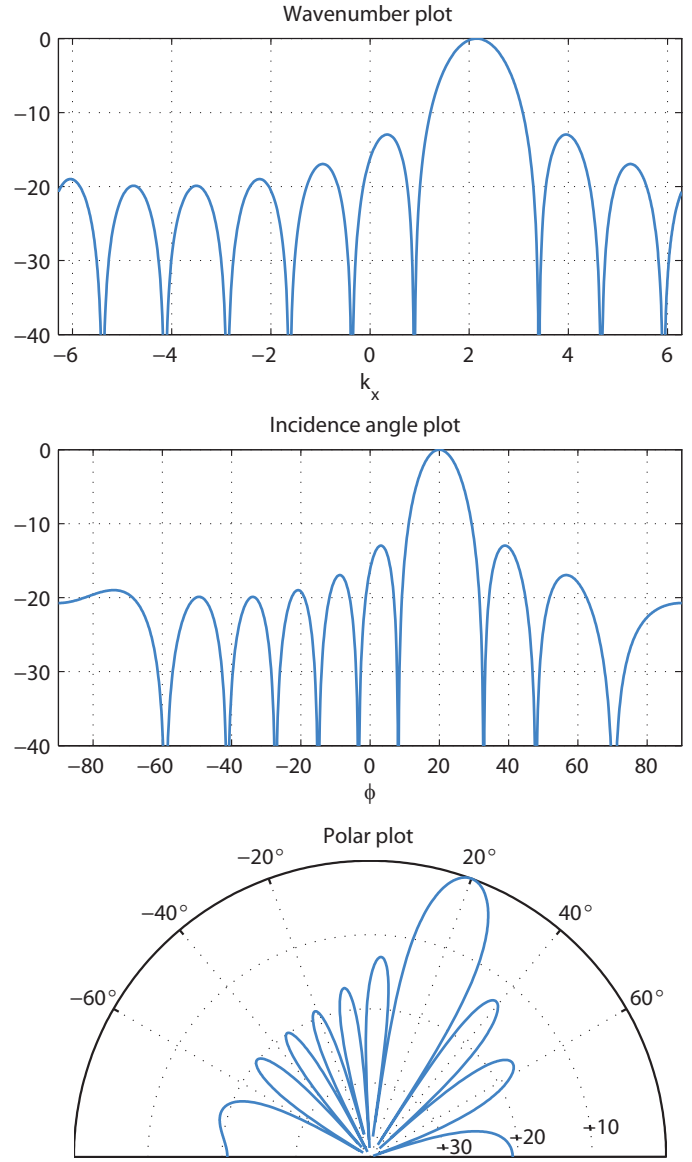 Wavenumber plot
0
−10
−20
−30
−40
−6 −4 −2 0 2 4 6
k_x
Incidence angle plot
0
−10
−20
−30
−40
−80 −60 −40 −20 0 20 40 60 80
ϕ
Polar plot
−20° 20°
−40° 40°
−60° 60°
−30 −20 −10